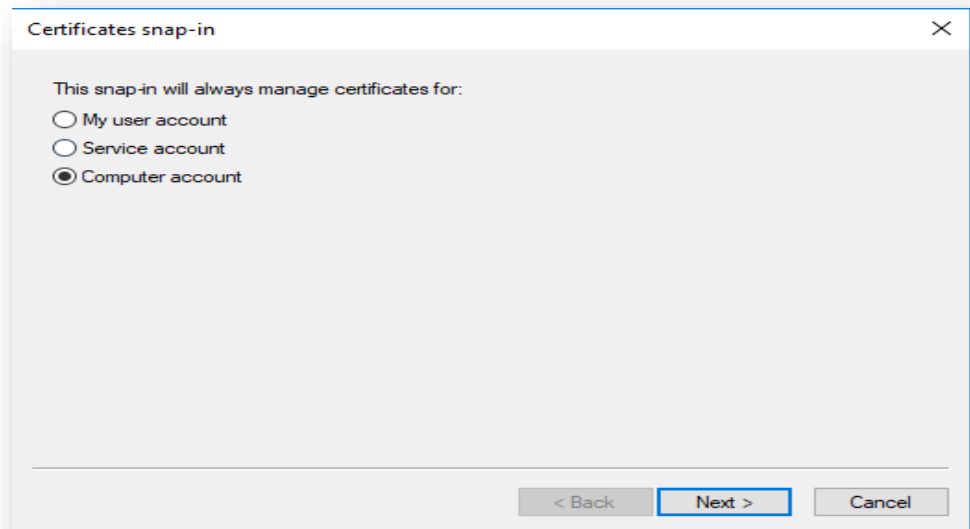 Certificates snap-in
This snap-in will always manage certificates for:
My user account
Service account
Computer account
< Back Next > Cancel